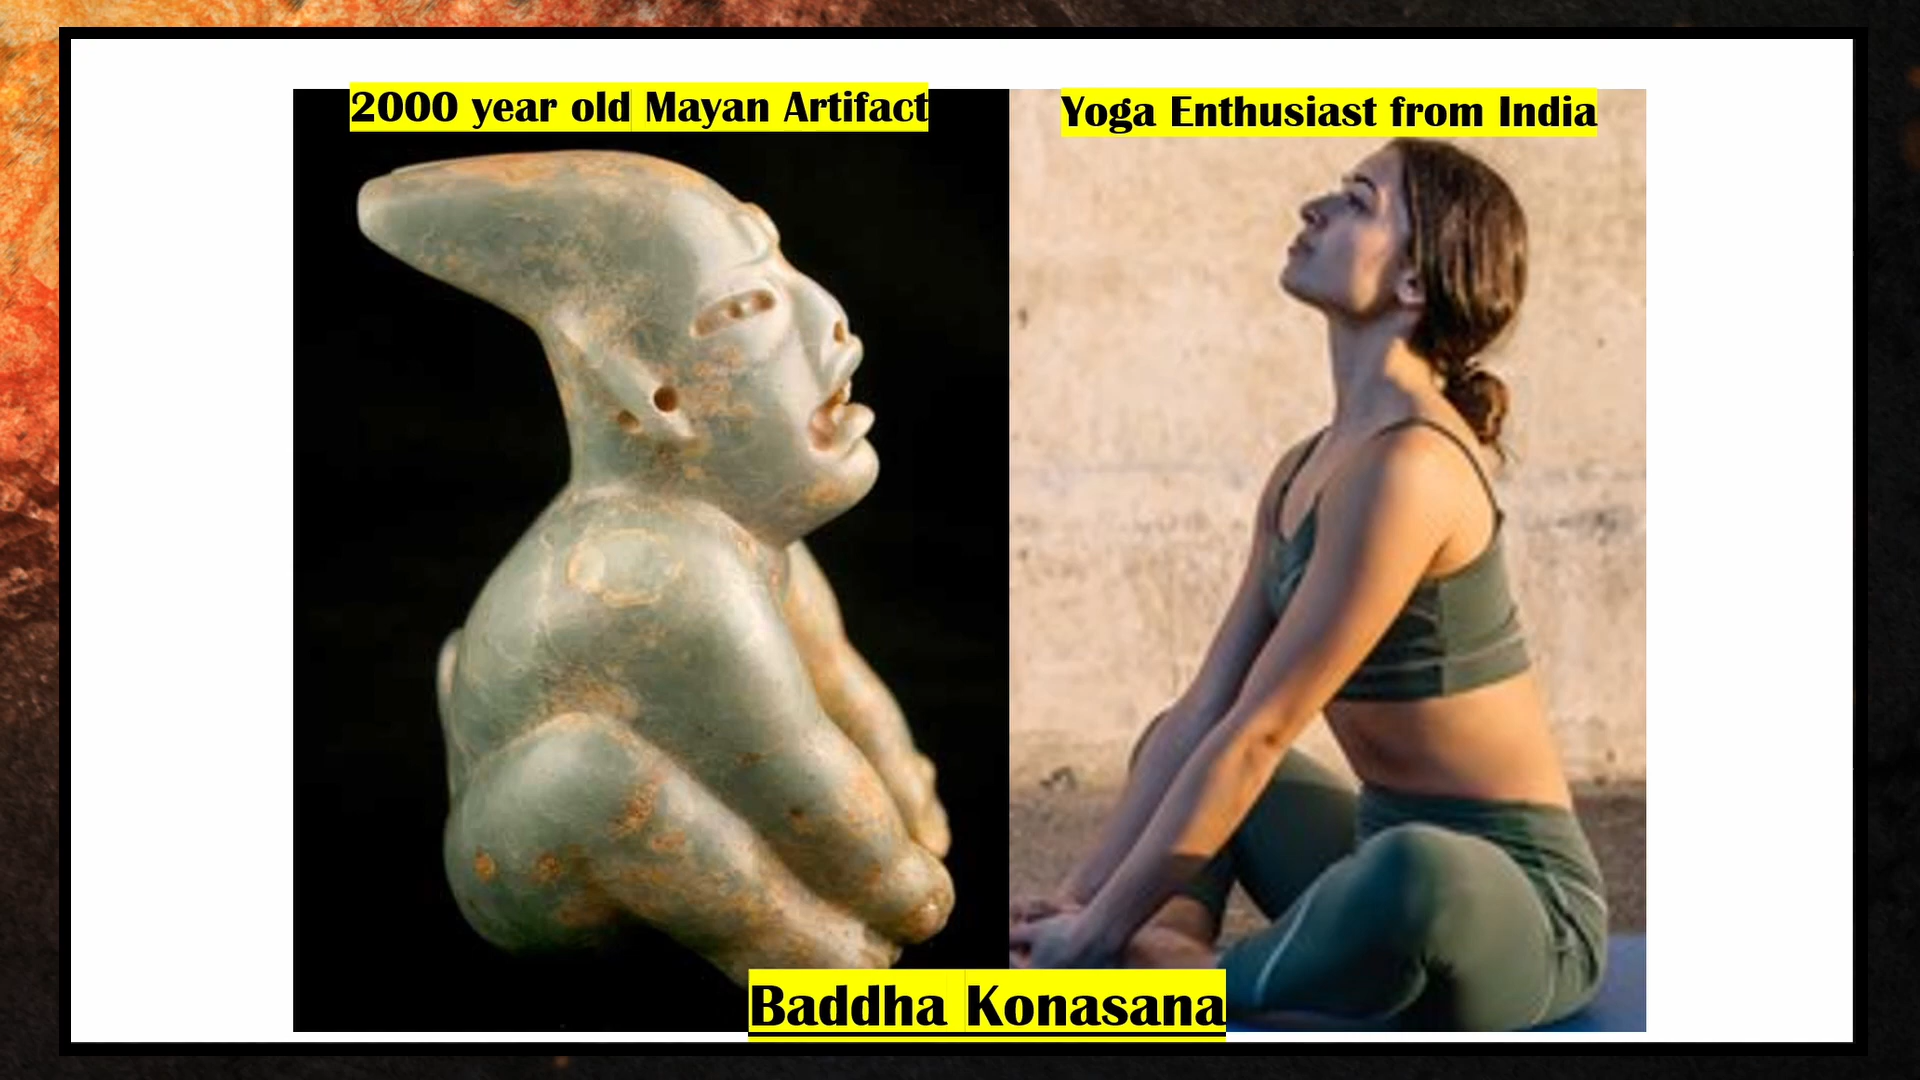 2000 year old Mayan Artifact
Yoga Enthusiast from India
Baddha Konasana